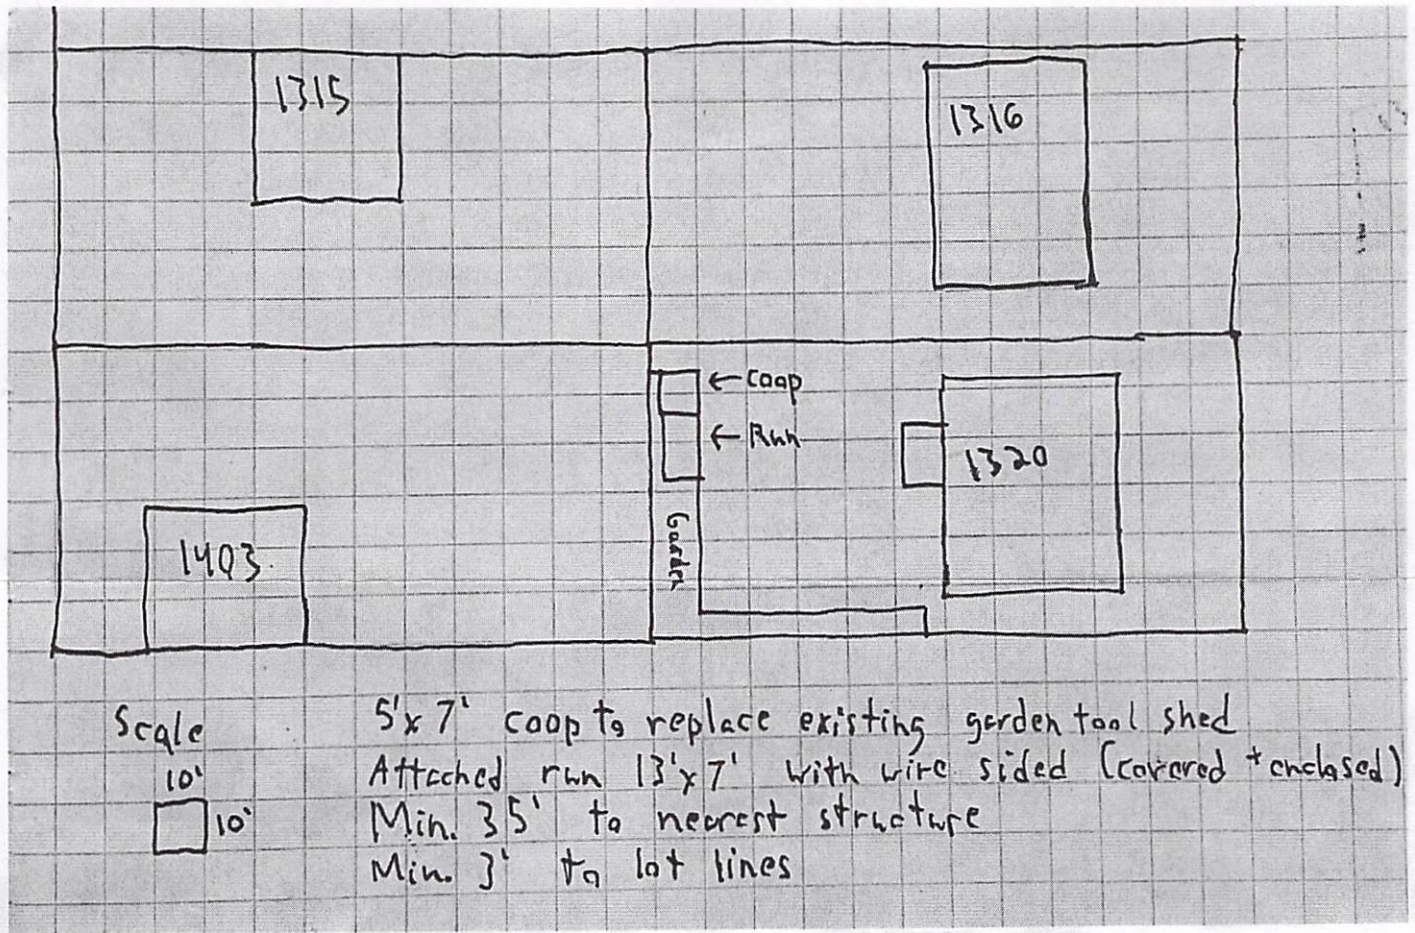 1315
1316
← Coop
← Run
1320
Garden
1403
Scale
10'
10'
5'x 7' coop to replace existing garden tool shed
Attached run 13'x 7' with wire sided (covered + enclosed)
Min. 35' to nearest structure
Min. 3' to lot lines